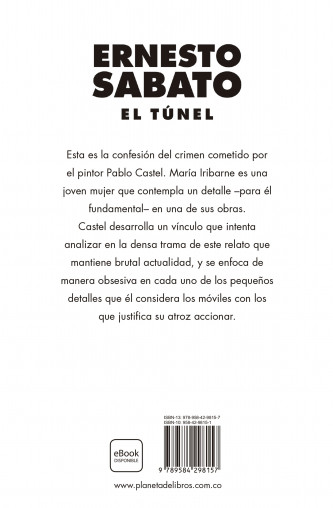 ERNESTO
SABATO
EL TÚNEL
Esta es la confesión del crimen cometido por
el pintor Pablo Castel. María Iribarne es una
joven mujer que contempla un detalle –para él
fundamental– en una de sus obras.
Castel desarrolla un vínculo que intenta
analizar en la densa trama de este relato que
mantiene brutal actualidad, y se enfoca de
manera obsesiva en cada uno de los pequeños
detalles que él considera los móviles con los
que justifica su atroz accionar.
ISBN-13: 978-958-42-9815-7
ISBN-10: 958-42-9815-1
eBook
DISPONIBLE
9 789584 298157
www.planetadelibros.com.co